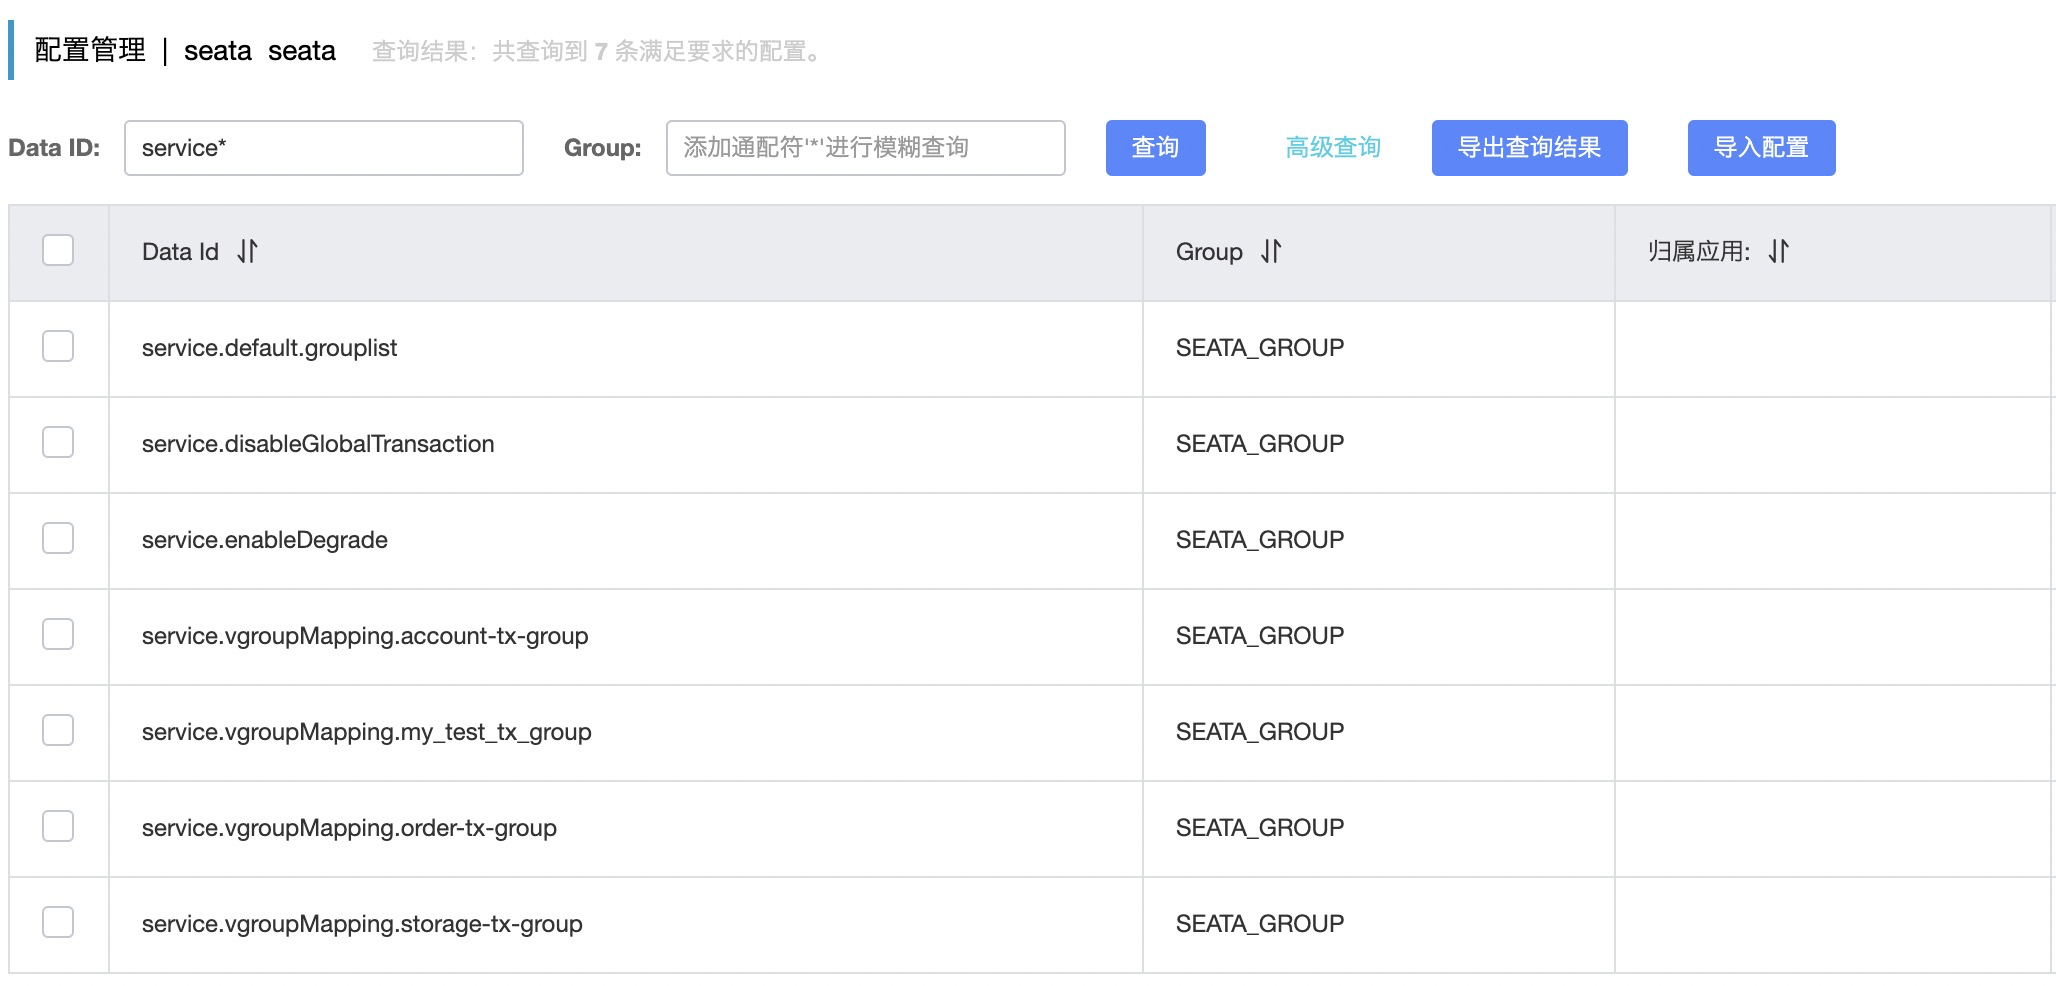 配置管理 | seata seata 查询结果：共查询到 7 条满足要求的配置。
Data ID: service* Group: 添加通配符'*'进行模糊查询 查询 高级查询 导出查询结果 导入配置
Data Id Group 归属应用:
service.default.grouplist SEATA_GROUP
service.disableGlobalTransaction SEATA_GROUP
service.enableDegrade SEATA_GROUP
service.vgroupMapping.account-tx-group SEATA_GROUP
service.vgroupMapping.my_test_tx_group SEATA_GROUP
service.vgroupMapping.order-tx-group SEATA_GROUP
service.vgroupMapping.storage-tx-group SEATA_GROUP